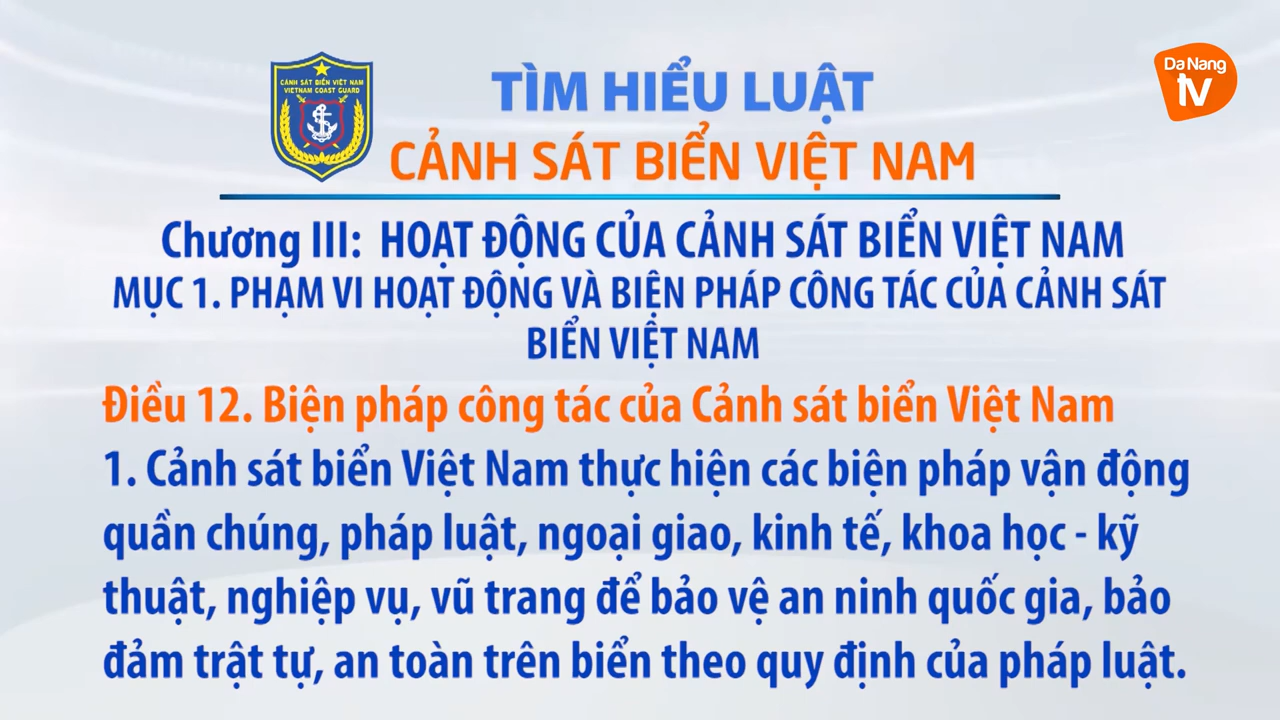 CẢNH SÁT BIỂN VIỆT NAM
VIETNAM COAST GUARD
TÌM HIỂU LUẬT
CẢNH SÁT BIỂN VIỆT NAM
Da Nang
tv
Chương III: HOẠT ĐỘNG CỦA CẢNH SÁT BIỂN VIỆT NAM
MỤC 1. PHẠM VI HOẠT ĐỘNG VÀ BIỆN PHÁP CÔNG TÁC CỦA CẢNH SÁT
BIỂN VIỆT NAM
Điều 12. Biện pháp công tác của Cảnh sát biển Việt Nam
1. Cảnh sát biển Việt Nam thực hiện các biện pháp vận động
quần chúng, pháp luật, ngoại giao, kinh tế, khoa học - kỹ
thuật, nghiệp vụ, vũ trang để bảo vệ an ninh quốc gia, bảo
đảm trật tự, an toàn trên biển theo quy định của pháp luật.